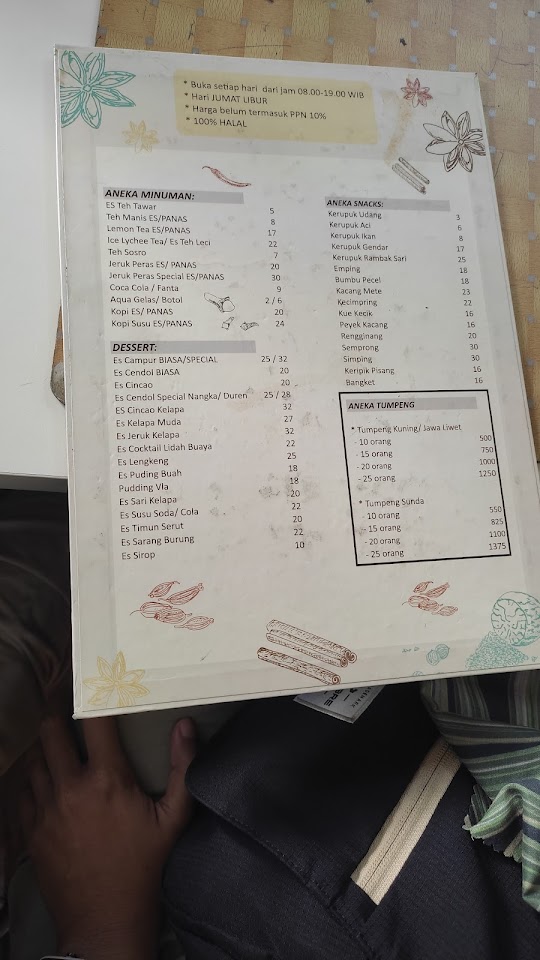 * Buka setiap hari dari jam 08.00-19.00 WIB
* Hari JUMAT LIBUR
* Harga belum termasuk PPN 10%
* 100% HALAL
ANEKA MINUMAN:
ES Teh Tawar 5
Teh Manis ES/PANAS 8
Lemon Tea ES/PANAS 17
Ice Lychee Tea/ Es Teh Leci 22
Teh Sosro 7
Jeruk Peras ES/ PANAS 20
Jeruk Peras Special ES/PANAS 30
Coca Cola / Fanta 9
Aqua Gelas/ Botol 2 / 6
Kopi ES/ PANAS 20
Kopi Susu ES/PANAS 24
DESSERT:
Es Campur BIASA/SPECIAL 25 / 32
Es Cendol BIASA 20
Es Cincao 20
Es Cendol Special Nangka/ Duren 25 / 28
Es Cincao Kelapa 32
Es Kelapa Muda 27
Es Jeruk Kelapa 32
Es Cocktail Lidah Buaya 22
Es Lengkeng 25
Es Puding Buah 18
Pudding Vla 18
Es Sari Kelapa 20
Es Susu Soda/ Cola 22
Es Timun Serut 20
Es Sarang Burung 22
Es Sirop 10
ANEKA SNACKS:
Kerupuk Udang 3
Kerupuk Aci 6
Kerupuk Ikan 8
Kerupuk Gendar 17
Kerupuk Rambak Sari 25
Emping 18
Bumbu Pecel 18
Kacang Mete 23
Kecimpring 22
Kue Kecik 16
Peyek Kacang 16
Rengginang 20
Semprong 30
Simping 30
Keripik Pisang 16
Bangket 16
ANEKA TUMPENG
* Tumpeng Kuning/ Jawa Liwet
- 10 orang 500
- 15 orang 750
- 20 orang 1000
- 25 orang 1250
* Tumpeng Sunda
- 10 orang 550
- 15 orang 825
- 20 orang 1100
- 25 orang 1375